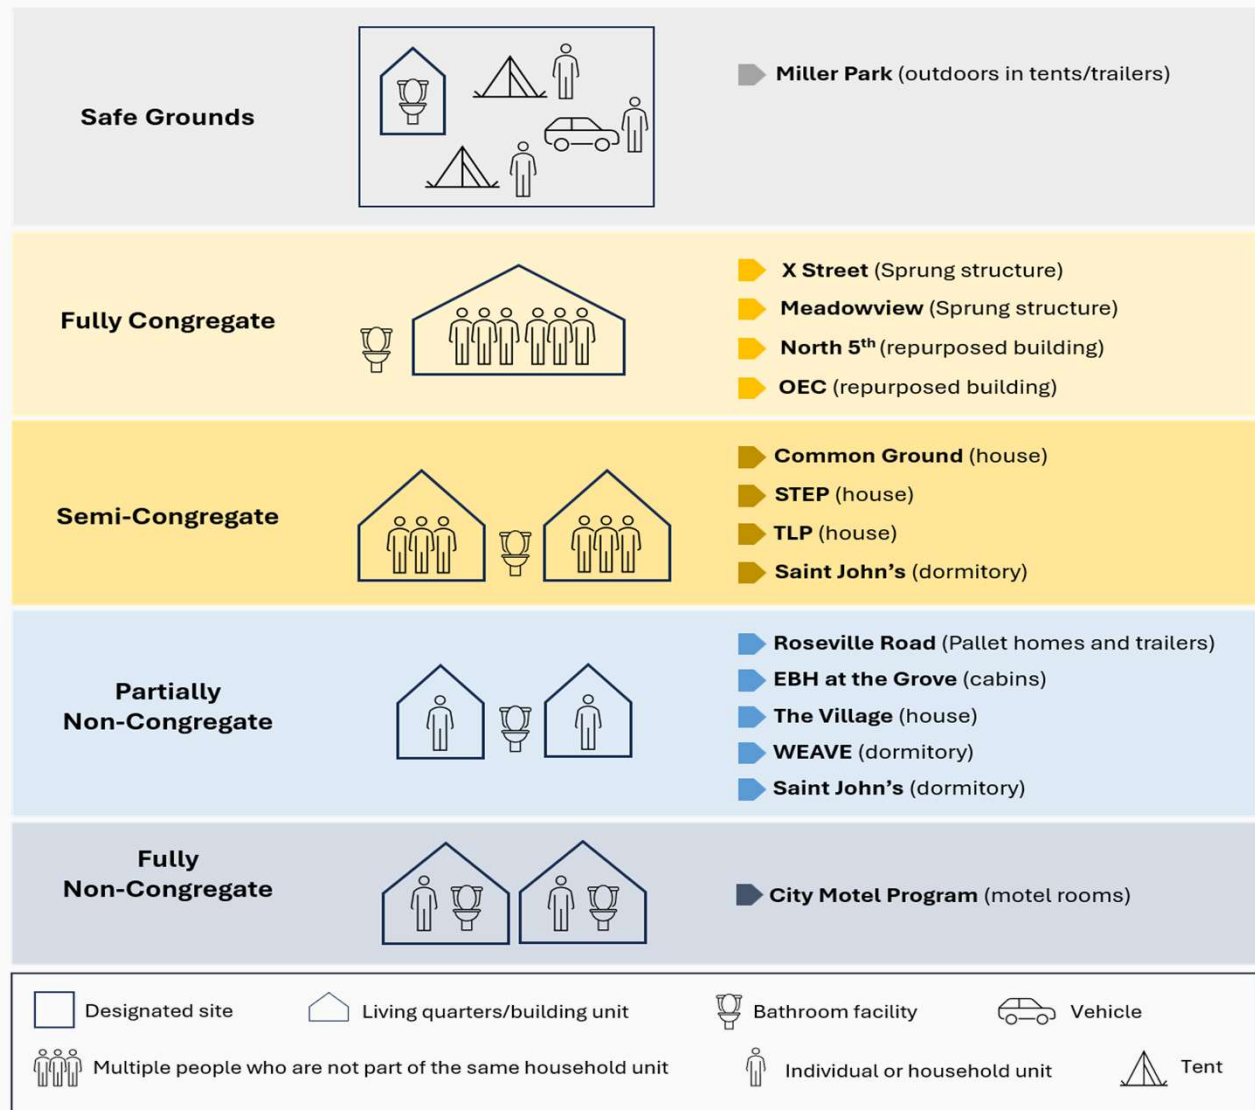 Safe Grounds
Miller Park (outdoors in tents/trailers)
Fully Congregate
X Street (Sprung structure)
Meadowview (Sprung structure)
North 5th (repurposed building)
OEC (repurposed building)
Semi-Congregate
Common Ground (house)
STEP (house)
TLP (house)
Saint John’s (dormitory)
Partially
Non-Congregate
Roseville Road (Pallet homes and trailers)
EBH at the Grove (cabins)
The Village (house)
WEAVE (dormitory)
Saint John’s (dormitory)
Fully
Non-Congregate
City Motel Program (motel rooms)
Designated site
Living quarters/building unit
Bathroom facility
Vehicle
Multiple people who are not part of the same household unit
Individual or household unit
Tent